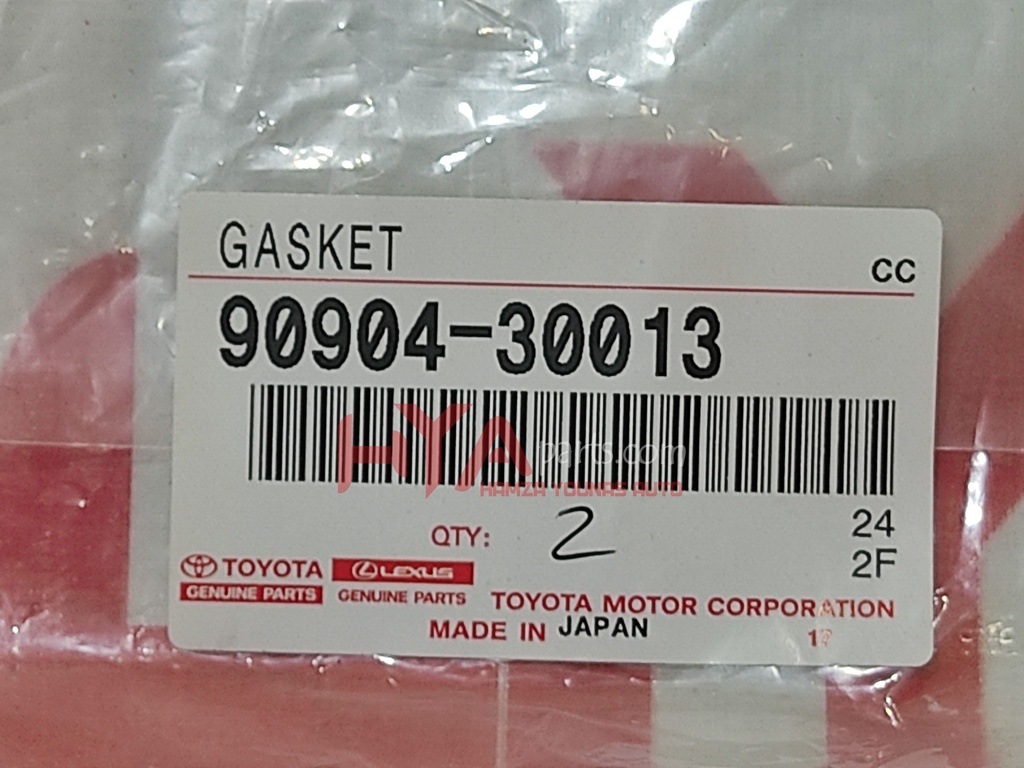 GASKET
CC
90904-30013
HYA parts.com
HAMZA YOUNAS AUTO
QTY: 2
24
2F
TOYOTA LEXUS
GENUINE PARTS GENUINE PARTS
TOYOTA MOTOR CORPORATION
MADE IN JAPAN